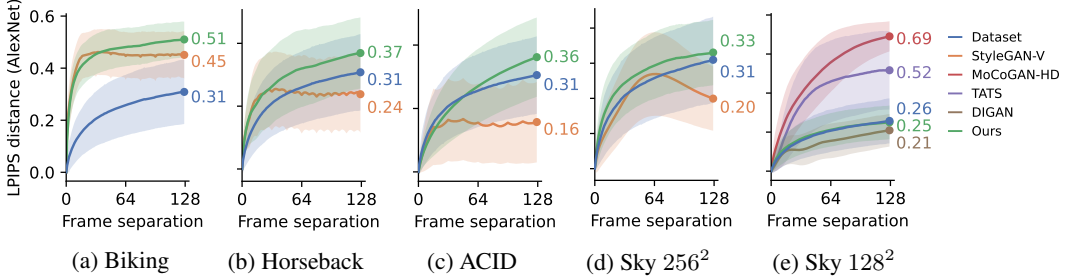 LPIPS distance (AlexNet)
0.6
0.4
0.2
0.0
0.51
0.45
0.31
0 64 128
Frame separation
(a) Biking
0.37
0.31
0.24
0 64 128
Frame separation
(b) Horseback
0.36
0.31
0.16
0 64 128
Frame separation
(c) ACID
0.33
0.31
0.20
0 64 128
Frame separation
(d) Sky 256²
0.69
0.52
0.26
0.25
0.21
0 64 128
Frame separation
(e) Sky 128²
Dataset
StyleGAN-V
MoCoGAN-HD
TATS
DIGAN
Ours